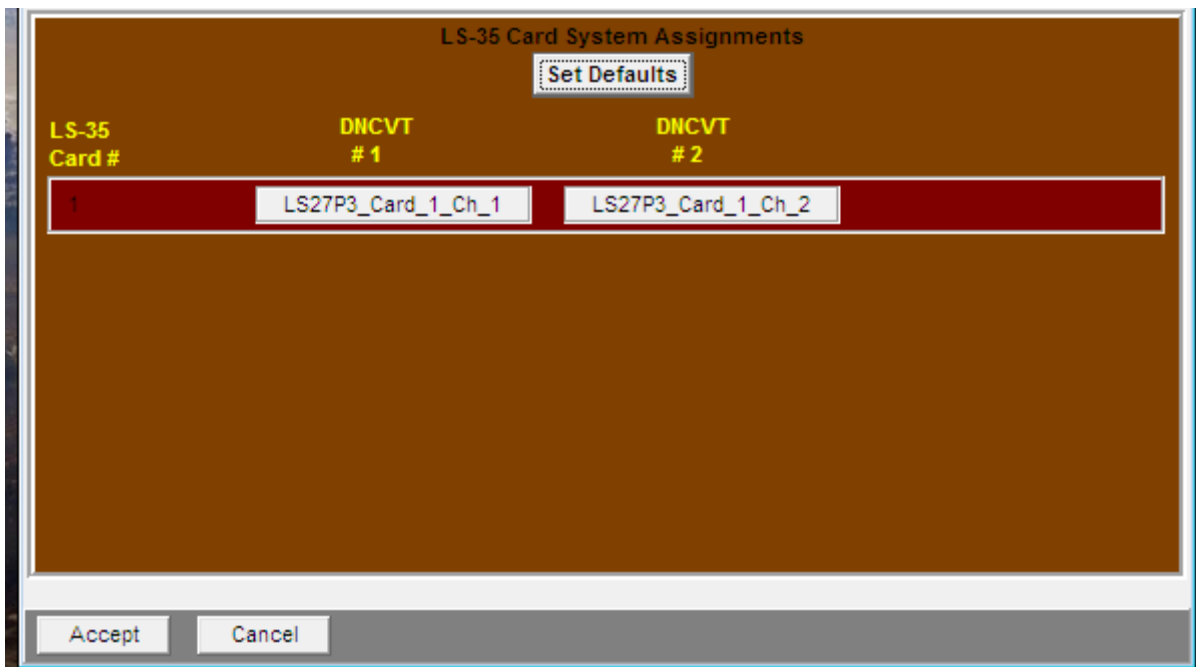 LS-35 Card System Assignments
Set Defaults
LS-35
Card #
DNCVT
# 1
DNCVT
# 2
1
LS27P3_Card_1_Ch_1
LS27P3_Card_1_Ch_2
Accept
Cancel